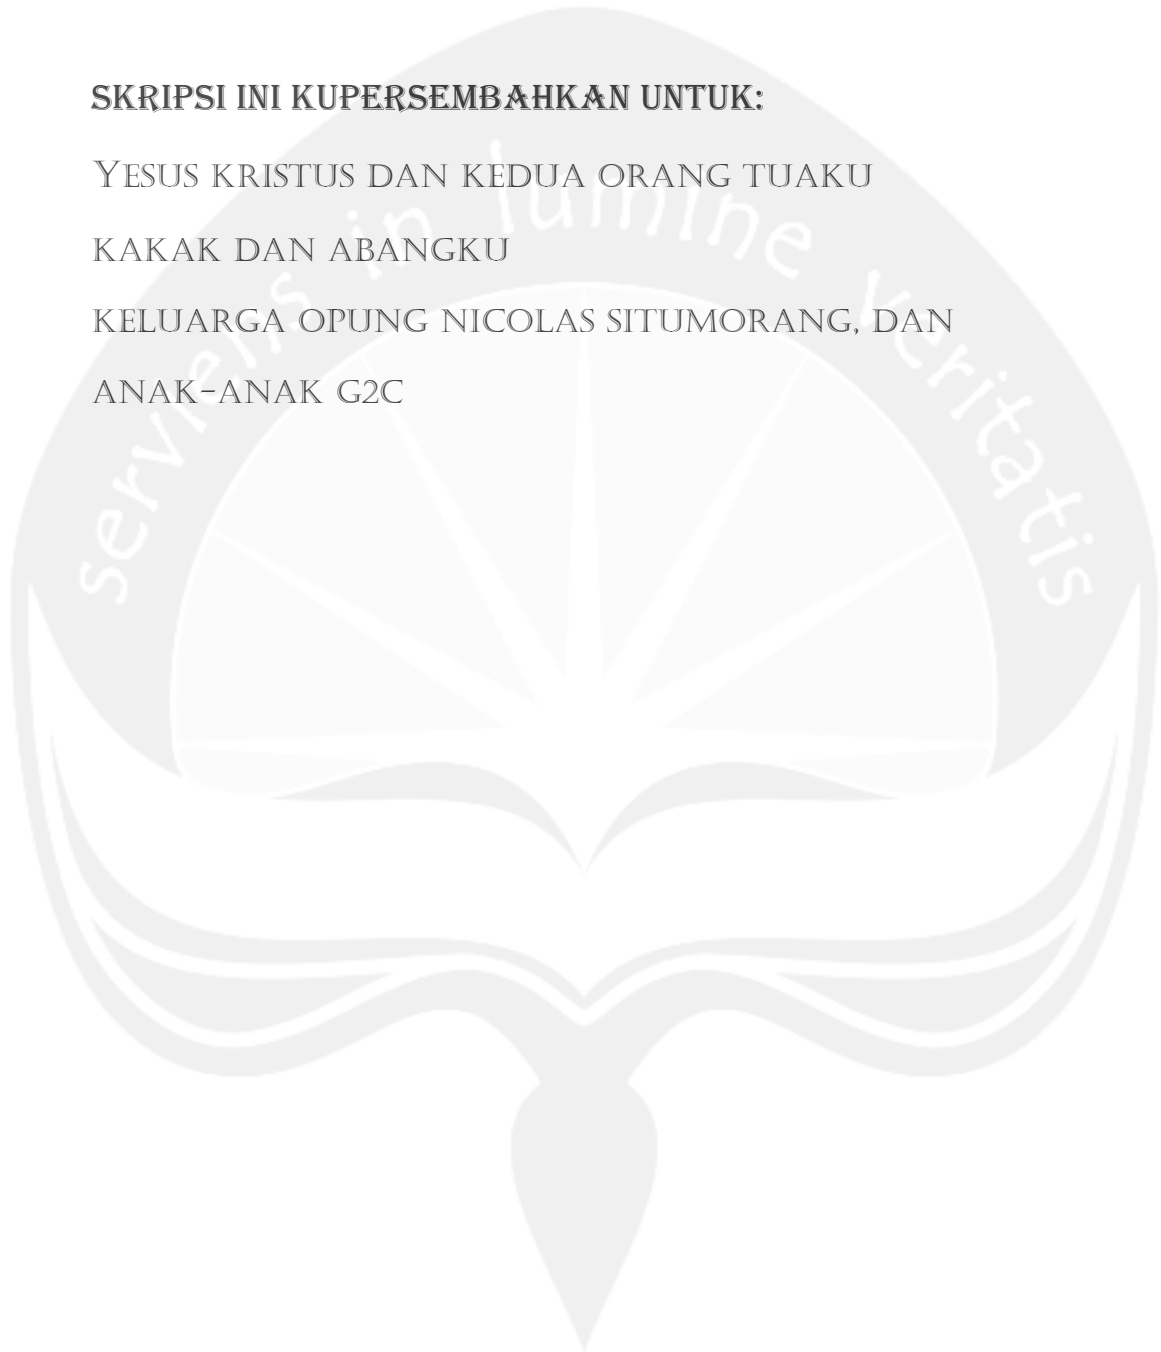 SKRIPSI INI KUPERSEMBAHKAN UNTUK:
YESUS KRISTUS DAN KEDUA ORANG TUAKU
KAKAK DAN ABANGKU
KELUARGA OPUNG NICOLAS SITUMORANG, DAN
ANAK-ANAK G2C
serviens in lumine veritatis